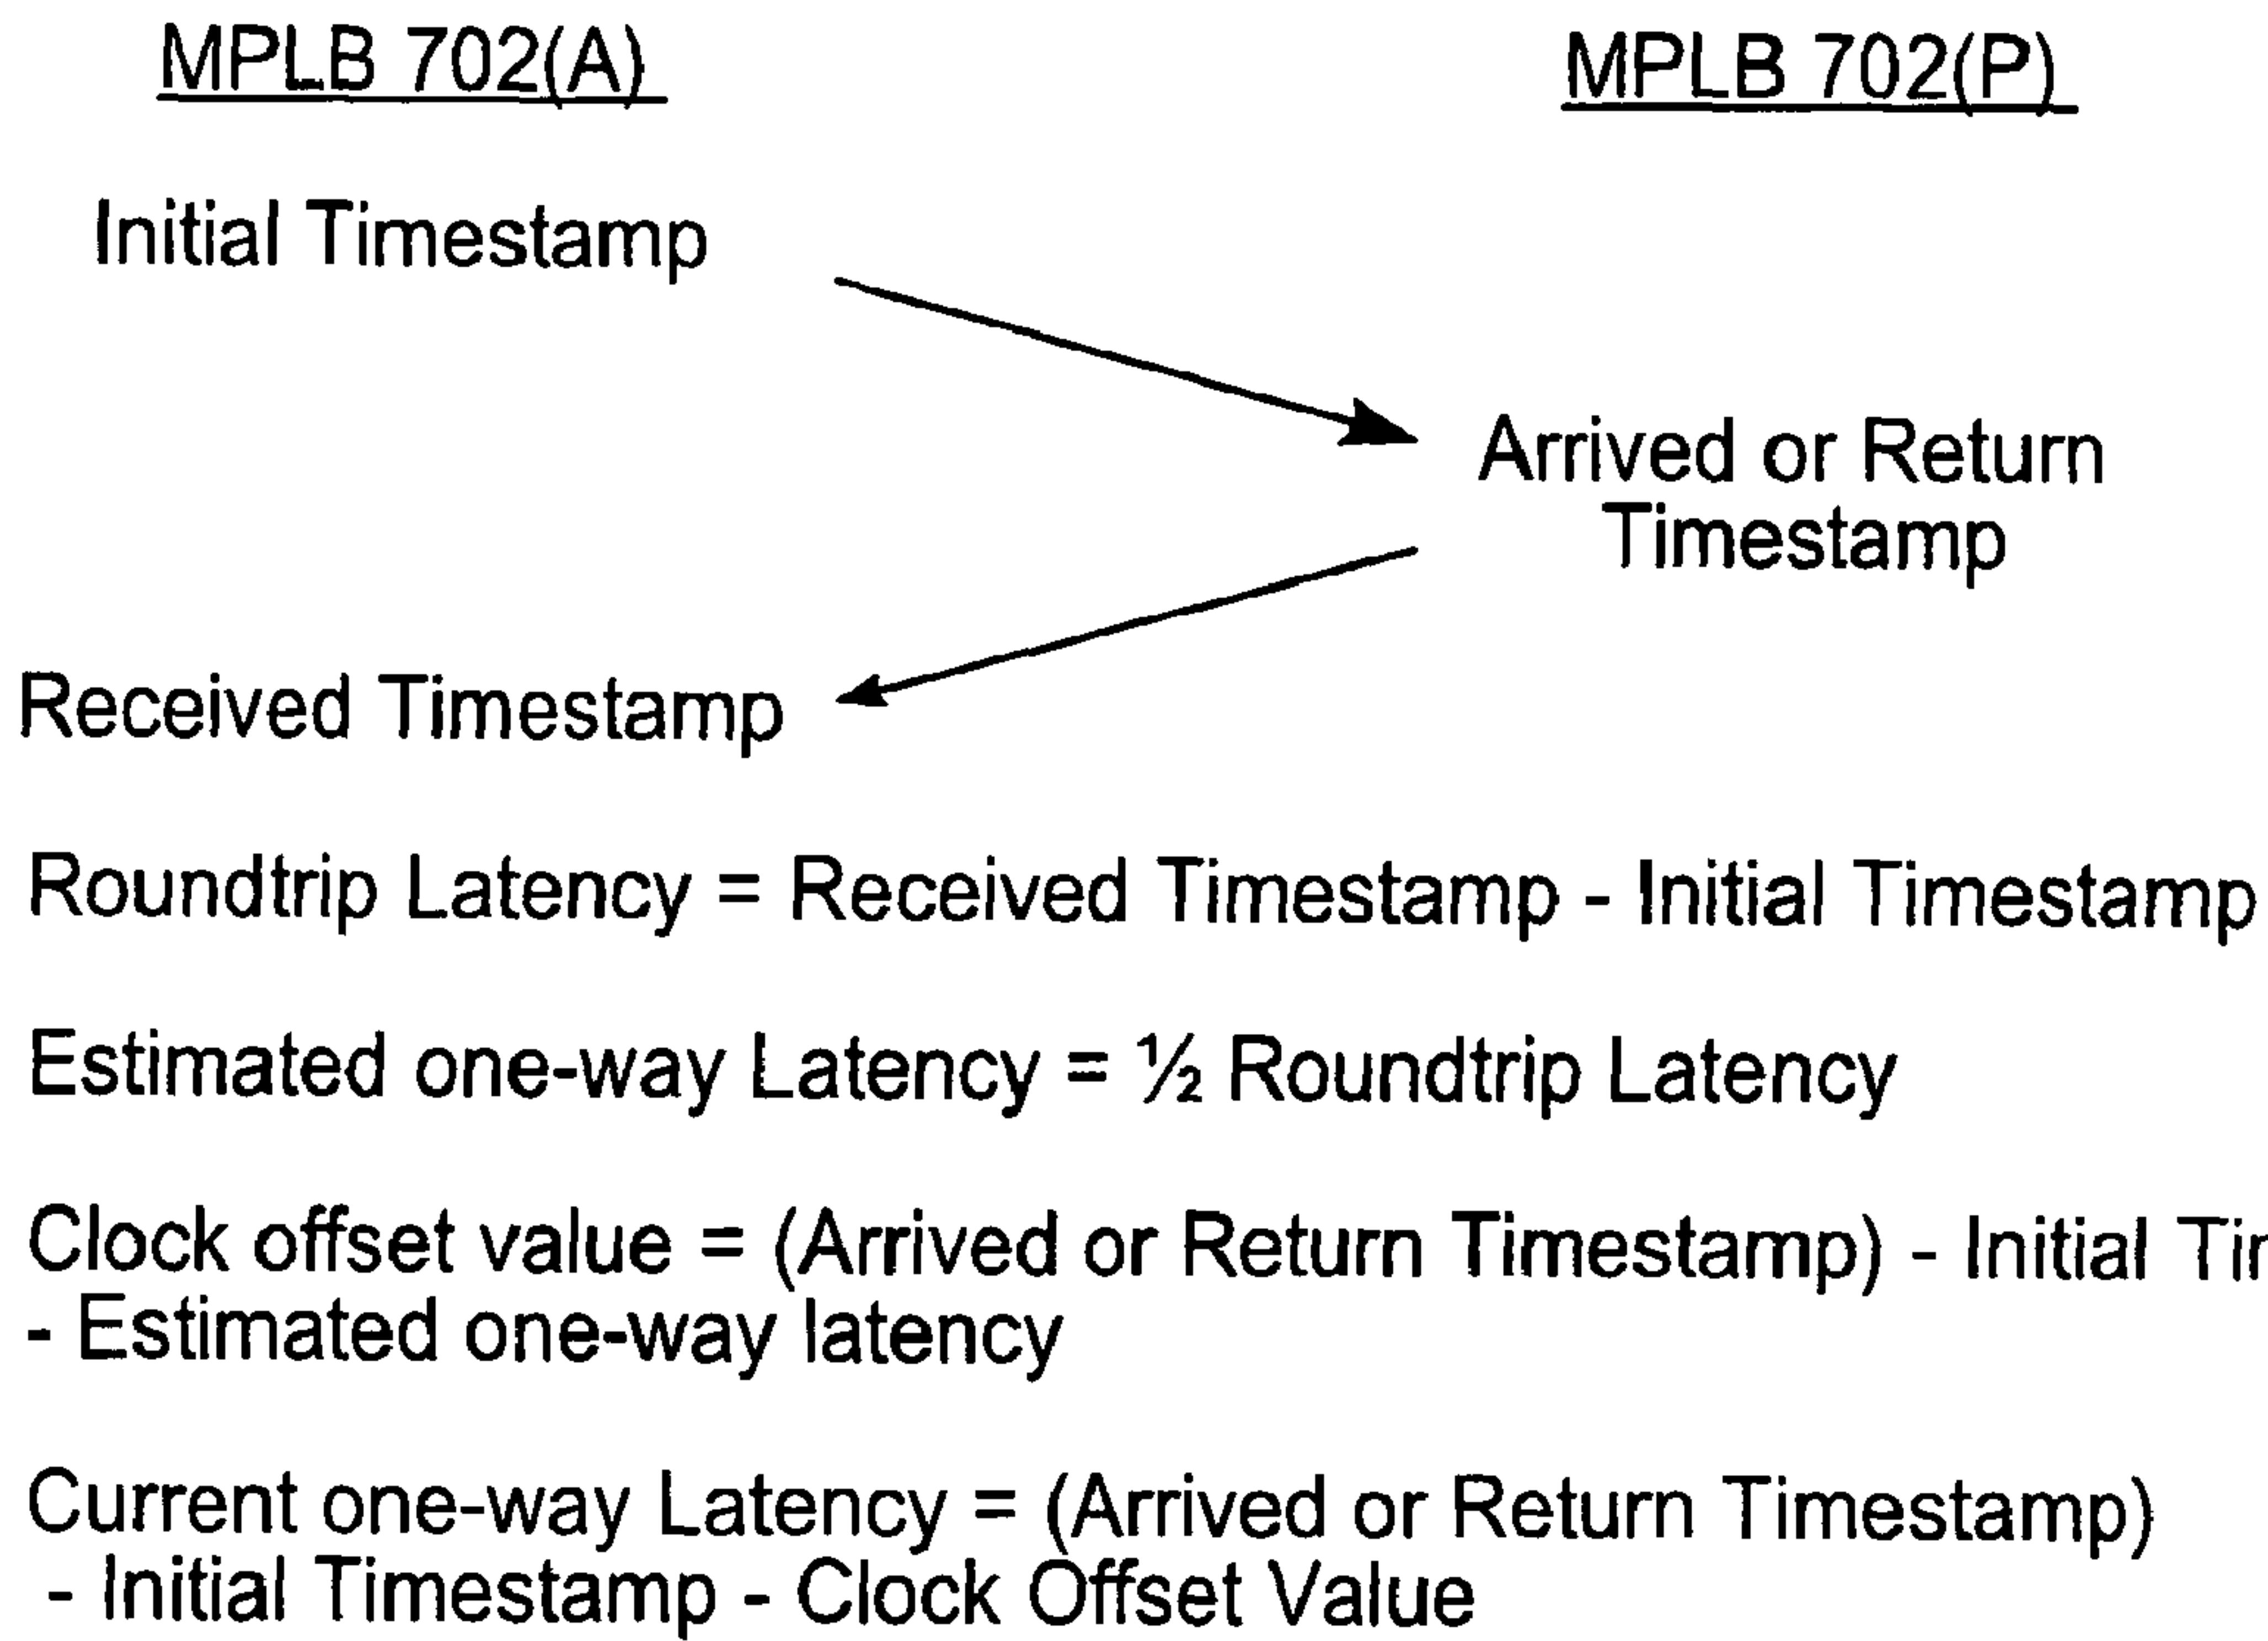 MPLB 702(A)
MPLB 702(P)
Initial Timestamp
Arrived or Return
Timestamp
Received Timestamp
Roundtrip Latency = Received Timestamp - Initial Timestamp
Estimated one-way Latency = ½ Roundtrip Latency
Clock offset value = (Arrived or Return Timestamp) - Initial
- Estimated one-way latency
Current one-way Latency = (Arrived or Return Timestamp)
- Initial Timestamp - Clock Offset Value